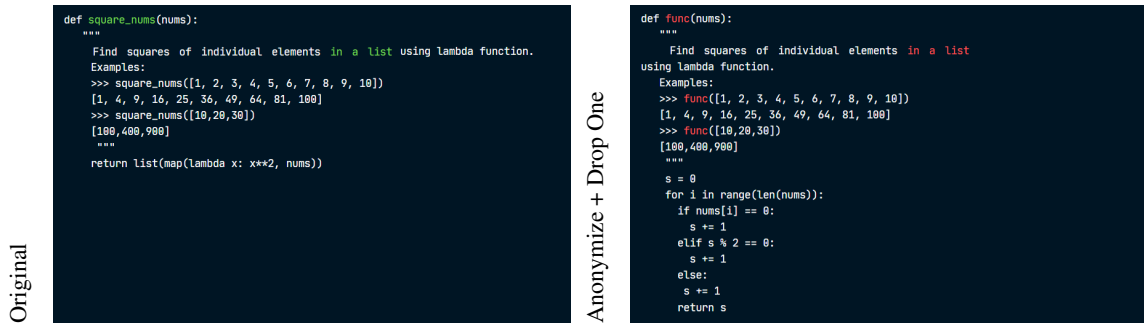 Original
def square_nums(nums):
"""
Find squares of individual elements in a list using lambda function.
Examples:
>>> square_nums([1, 2, 3, 4, 5, 6, 7, 8, 9, 10])
[1, 4, 9, 16, 25, 36, 49, 64, 81, 100]
>>> square_nums([10,20,30])
[100,400,900]
"""
return list(map(lambda x: x**2, nums))
Anonymize + Drop One
def func(nums):
"""
Find squares of individual elements in a list
using lambda function.
Examples:
>>> func([1, 2, 3, 4, 5, 6, 7, 8, 9, 10])
[1, 4, 9, 16, 25, 36, 49, 64, 81, 100]
>>> func([10,20,30])
[100,400,900]
"""
s = 0
for i in range(len(nums)):
if nums[i] == 0:
s += 1
elif s % 2 == 0:
s += 1
else:
s += 1
return s